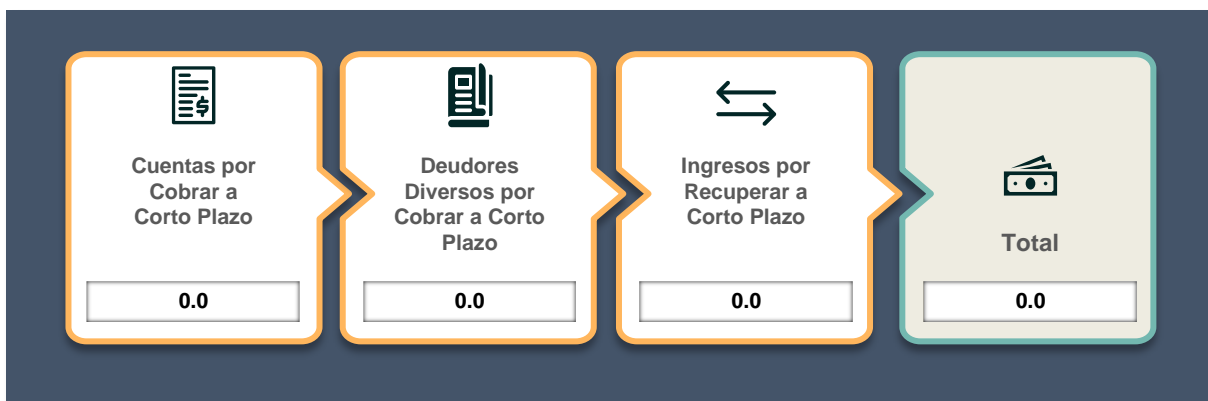 Cuentas por
Cobrar a
Corto Plazo
0.0
Deudores
Diversos por
Cobrar a Corto
Plazo
0.0
Ingresos por
Recuperar a
Corto Plazo
0.0
Total
0.0